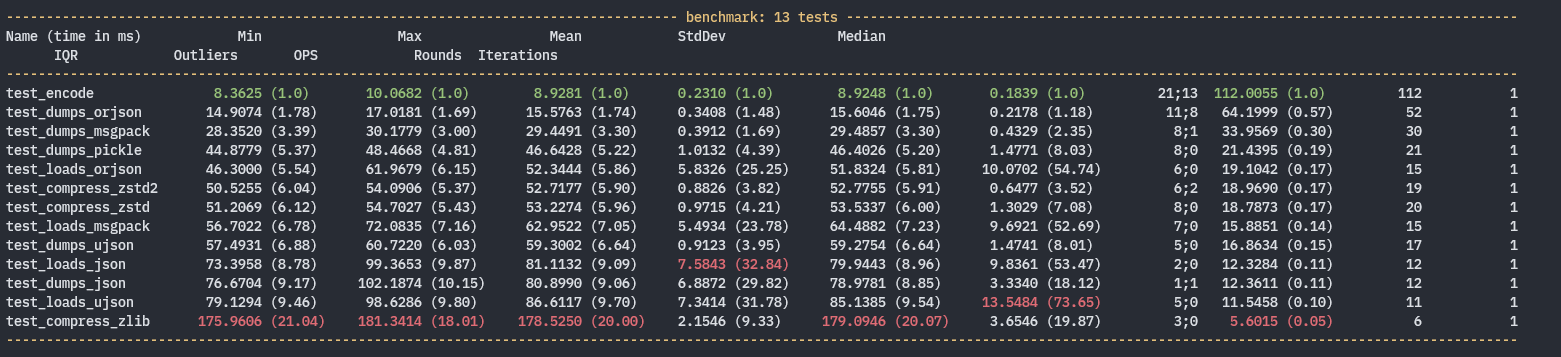 ------------------------------------------------------------------------------------ benchmark: 13 tests ------------------------------------------------------------------------------------
Name (time in ms) Min Max Mean StdDev Median
IQR Outliers OPS Rounds Iterations
---------------------------------------------------------------------------------------------------------------------------------------------------------------------------------------------
test_encode 8.3625 (1.0) 10.0682 (1.0) 8.9281 (1.0) 0.2310 (1.0) 8.9248 (1.0) 0.1839 (1.0) 21;13 112.0055 (1.0) 112 1
test_dumps_orjson 14.9074 (1.78) 17.0181 (1.69) 15.5763 (1.74) 0.3408 (1.48) 15.6046 (1.75) 0.2178 (1.18) 11;8 64.1999 (0.57) 52 1
test_dumps_msgpack 28.3520 (3.39) 30.1779 (3.00) 29.4491 (3.30) 0.3912 (1.69) 29.4857 (3.30) 0.4329 (2.35) 8;1 33.9569 (0.30) 30 1
test_dumps_pickle 44.8779 (5.37) 48.4668 (4.81) 46.6428 (5.22) 1.0132 (4.39) 46.4026 (5.20) 1.4771 (8.03) 8;0 21.4395 (0.19) 21 1
test_loads_orjson 46.3000 (5.54) 61.9679 (6.15) 52.3444 (5.86) 5.8326 (25.25) 51.8324 (5.81) 10.0702 (54.74) 6;0 19.1042 (0.17) 15 1
test_compress_zstd2 50.5255 (6.04) 54.0906 (5.37) 52.7177 (5.90) 0.8826 (3.82) 52.7755 (5.91) 0.6477 (3.52) 6;2 18.9690 (0.17) 19 1
test_compress_zstd 51.2069 (6.12) 54.7027 (5.43) 53.2274 (5.96) 0.9715 (4.21) 53.5337 (6.00) 1.3029 (7.08) 8;0 18.7873 (0.17) 20 1
test_loads_msgpack 56.7022 (6.78) 72.0835 (7.16) 62.9522 (7.05) 5.4934 (23.78) 64.4882 (7.23) 9.6921 (52.69) 7;0 15.8851 (0.14) 15 1
test_dumps_ujson 57.4931 (6.88) 60.7220 (6.03) 59.3002 (6.64) 0.9123 (3.95) 59.2754 (6.64) 1.4741 (8.01) 5;0 16.8634 (0.15) 17 1
test_loads_json 73.3958 (8.78) 99.3653 (9.87) 81.1132 (9.09) 7.5843 (32.84) 79.9443 (8.96) 9.8361 (53.47) 2;0 12.3284 (0.11) 12 1
test_dumps_json 76.6704 (9.17) 102.1874 (10.15) 80.8990 (9.06) 6.8872 (29.82) 78.9781 (8.85) 3.3340 (18.12) 1;1 12.3611 (0.11) 12 1
test_loads_ujson 79.1294 (9.46) 98.6286 (9.80) 86.6117 (9.70) 7.3414 (31.78) 85.1385 (9.54) 13.5484 (73.65) 5;0 11.5458 (0.10) 11 1
test_compress_zlib 175.9606 (21.04) 181.3414 (18.01) 178.5250 (20.00) 2.1546 (9.33) 179.0946 (20.07) 3.6546 (19.87) 3;0 5.6015 (0.05) 6 1
---------------------------------------------------------------------------------------------------------------------------------------------------------------------------------------------